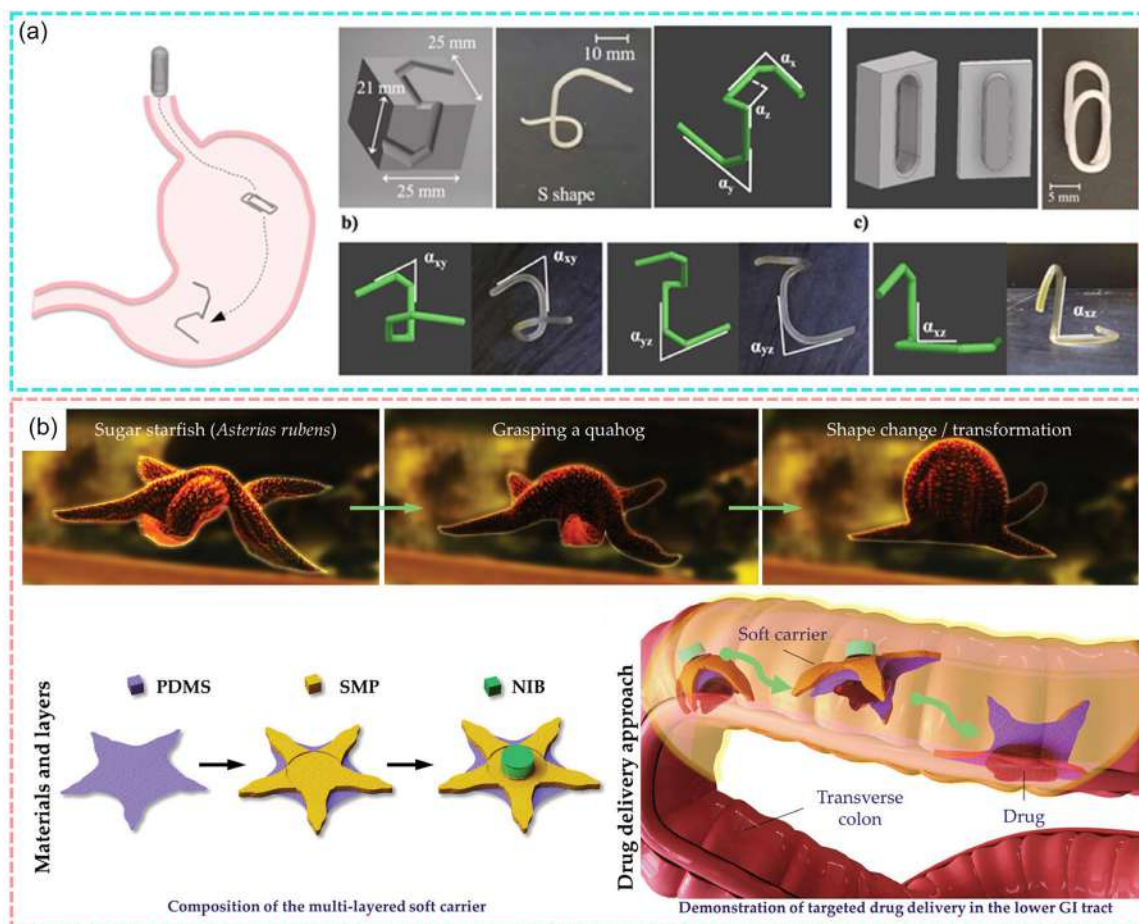 (a)
25 mm
21 mm
25 mm
10 mm
S shape
αx
αz
αy
5 mm
b)
c)
αxy
αxy
αyz
αyz
αxz
αxz
(b)
Sugar starfish (Asterias rubens)
Grasping a quahog
Shape change / transformation
Materials and layers
PDMS
SMP
NIB
Composition of the multi-layered soft carrier
Drug delivery approach
Soft carrier
Transverse
colon
Drug
Demonstration of targeted drug delivery in the lower GI tract